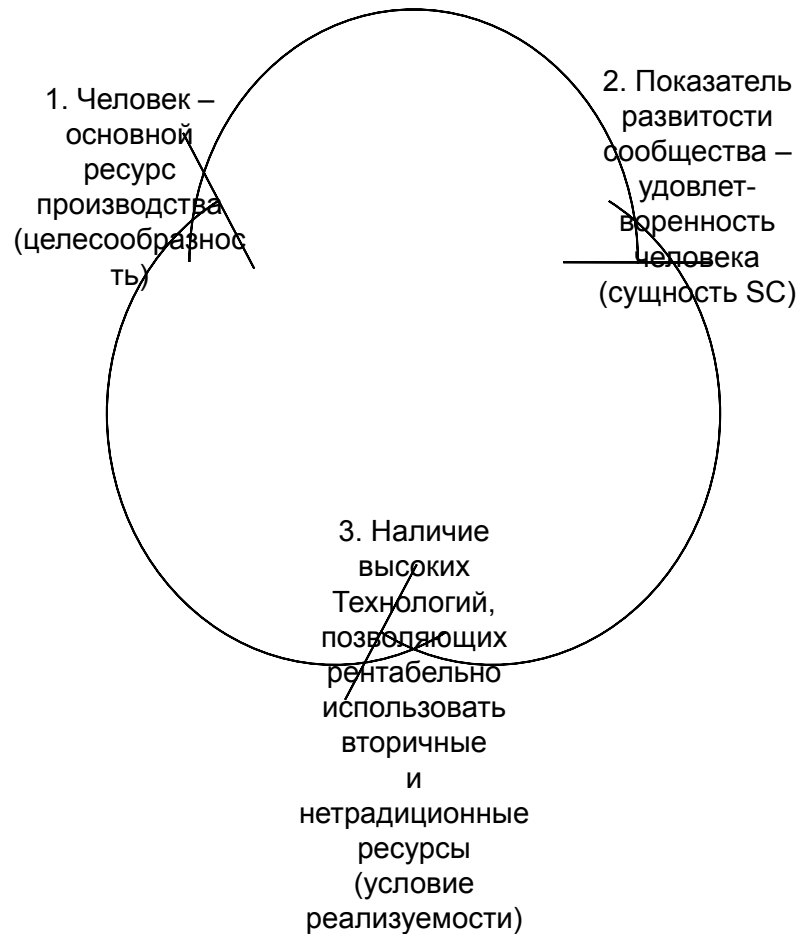 1. Человек –
основной
ресурс
производства
(целесообразнос
ть)
2. Показатель
развитости
сообщества –
удовлет-
воренность
человека
(сущность SC)
3. Наличие
высоких
Технологий,
позволяющих
рентабельно
использовать
вторичные
и
нетрадиционные
ресурсы
(условие
реализуемости)